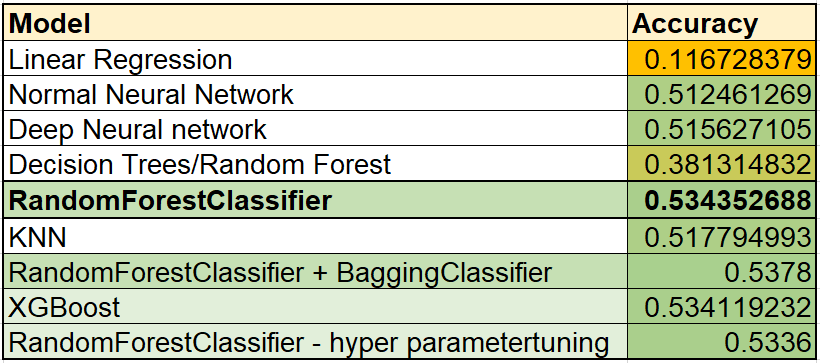 Model Accuracy
Linear Regression 0.116728379
Normal Neural Network 0.512461269
Deep Neural network 0.515627105
Decision Trees/Random Forest 0.381314832
RandomForestClassifier 0.534352688
KNN 0.517794993
RandomForestClassifier + BaggingClassifier 0.5378
XGBoost 0.534119232
RandomForestClassifier - hyper parametertuning 0.5336